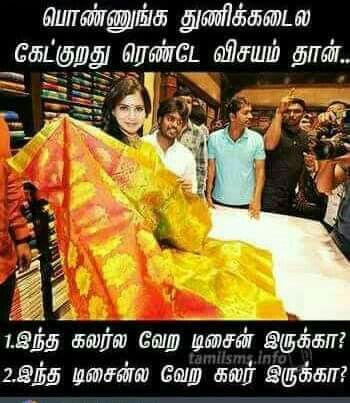 பொண்ணுங்க துணிக்கடைல
கேட்குறது ரெண்டே விசயம் தான்..
1.இந்த கலர்ல வேற டிசைன் இருக்கா?
tamilsms.info
2.இந்த டிசைன்ல வேற கலர் இருக்கா?